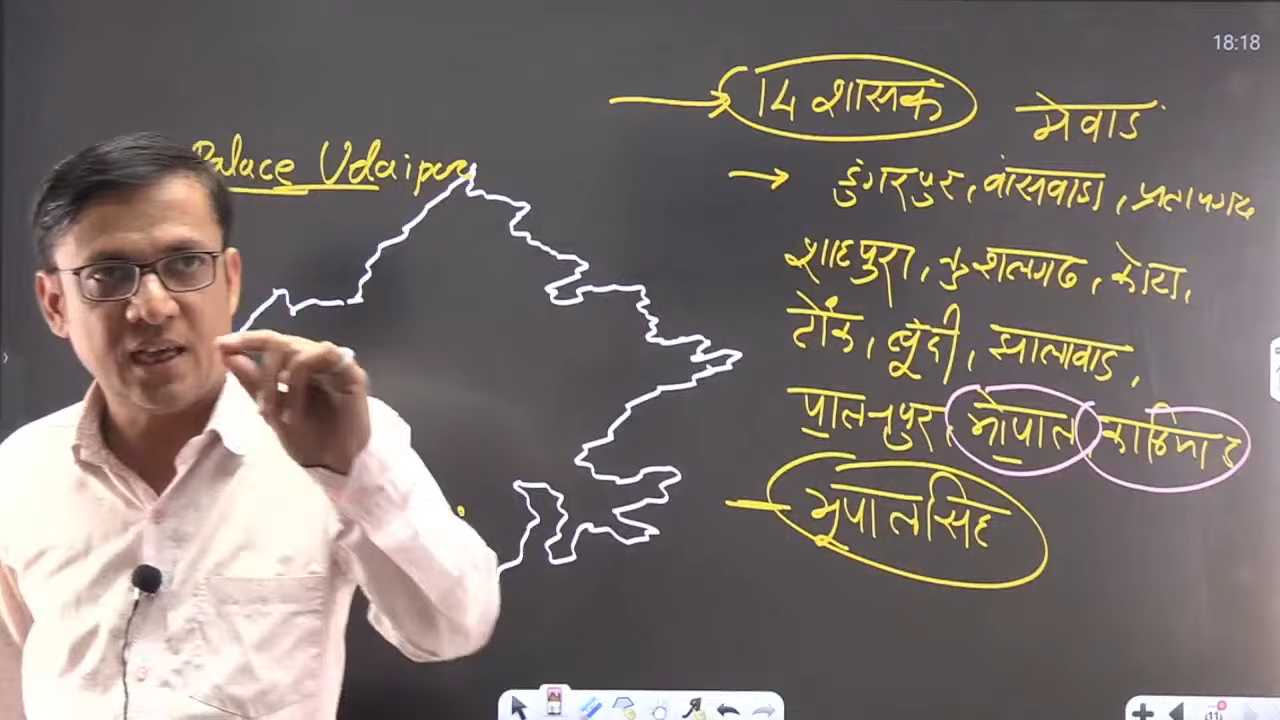 18:18
14 शासक
मेवाड
Palace Udaipur
डुंगरपुर, बांसवाडा, प्रतापगढ
शाहपुरा, कुशलगढ, कोटा,
टोंक, बूंदी, झालावाड,
पालनपुर, भोपाल काठियाड
भूपालसिंह